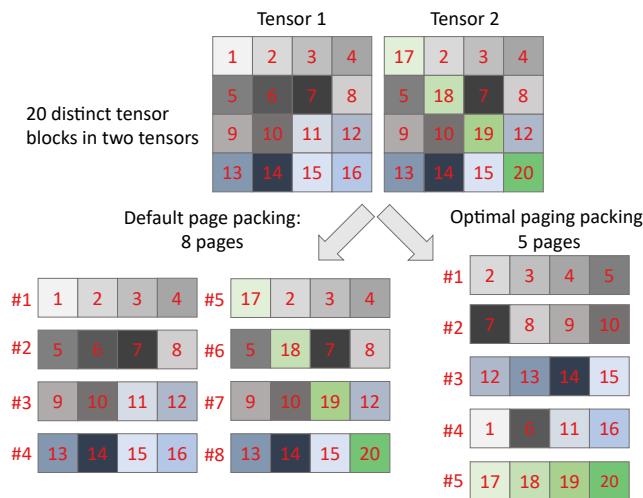 Tensor 1 Tensor 2
1 2 3 4 17 2 3 4
5 6 7 8 5 18 7 8
20 distinct tensor
blocks in two tensors
9 10 11 12 9 10 19 12
13 14 15 16 13 14 15 20
Default page packing:
8 pages
Optimal paging packing
5 pages
#1 1 2 3 4 #5 17 2 3 4
#2 5 6 7 8 #6 5 18 7 8
#3 9 10 11 12 #7 9 10 19 12
#4 13 14 15 16 #8 13 14 15 20
#1 2 3 4 5
#2 7 8 9 10
#3 12 13 14 15
#4 1 6 11 16
#5 17 18 19 20